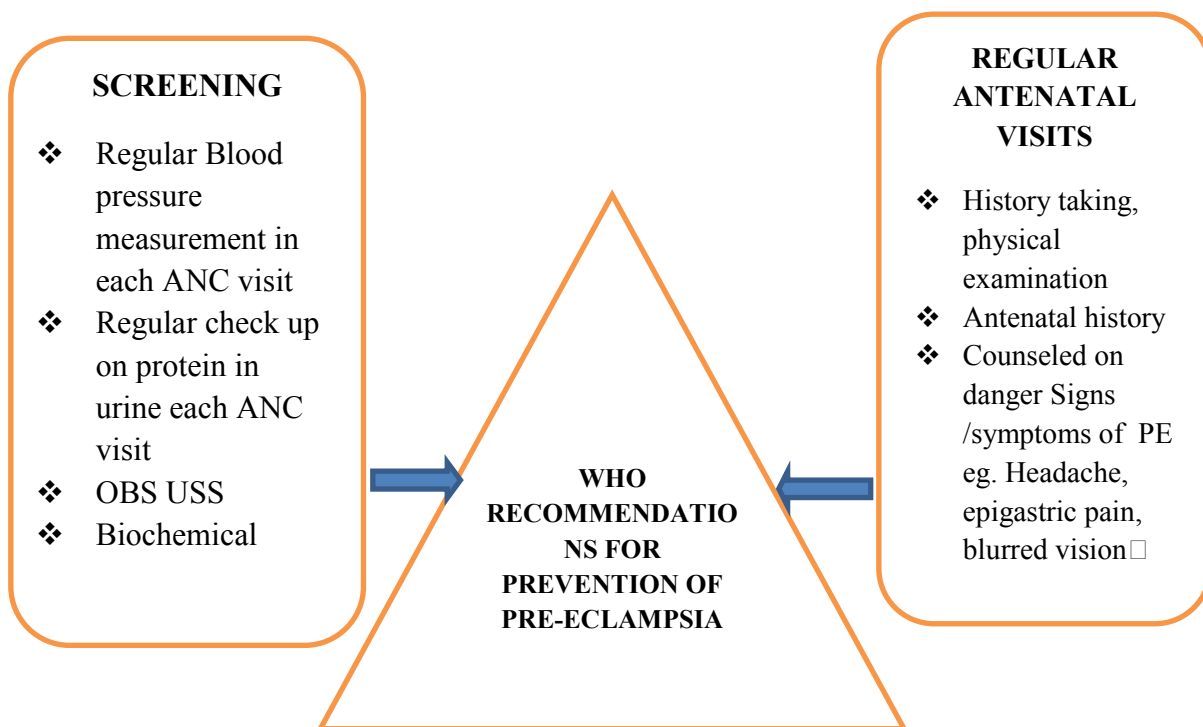 SCREENING
❖ Regular Blood
pressure
measurement in
each ANC visit
❖ Regular check up
on protein in
urine each ANC
visit
❖ OBS USS
❖ Biochemical
WHO
RECOMMENDATIO
NS FOR
PREVENTION OF
PRE-ECLAMPSIA
REGULAR
ANTENATAL
VISITS
❖ History taking,
physical
examination
❖ Antenatal history
❖ Counseled on
danger Signs
/symptoms of PE
eg. Headache,
epigastric pain,
blurred vision□